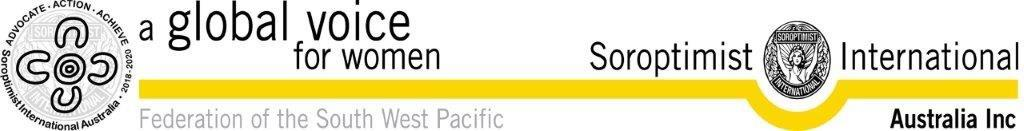 ADVOCATE · ACTION · ACHIEVE
Soroptimist International Australia · 2018-2020
a global voice
for women
Soroptimist International
SOROPTIMIST
INTERNATIONAL
Federation of the South West Pacific
Australia Inc